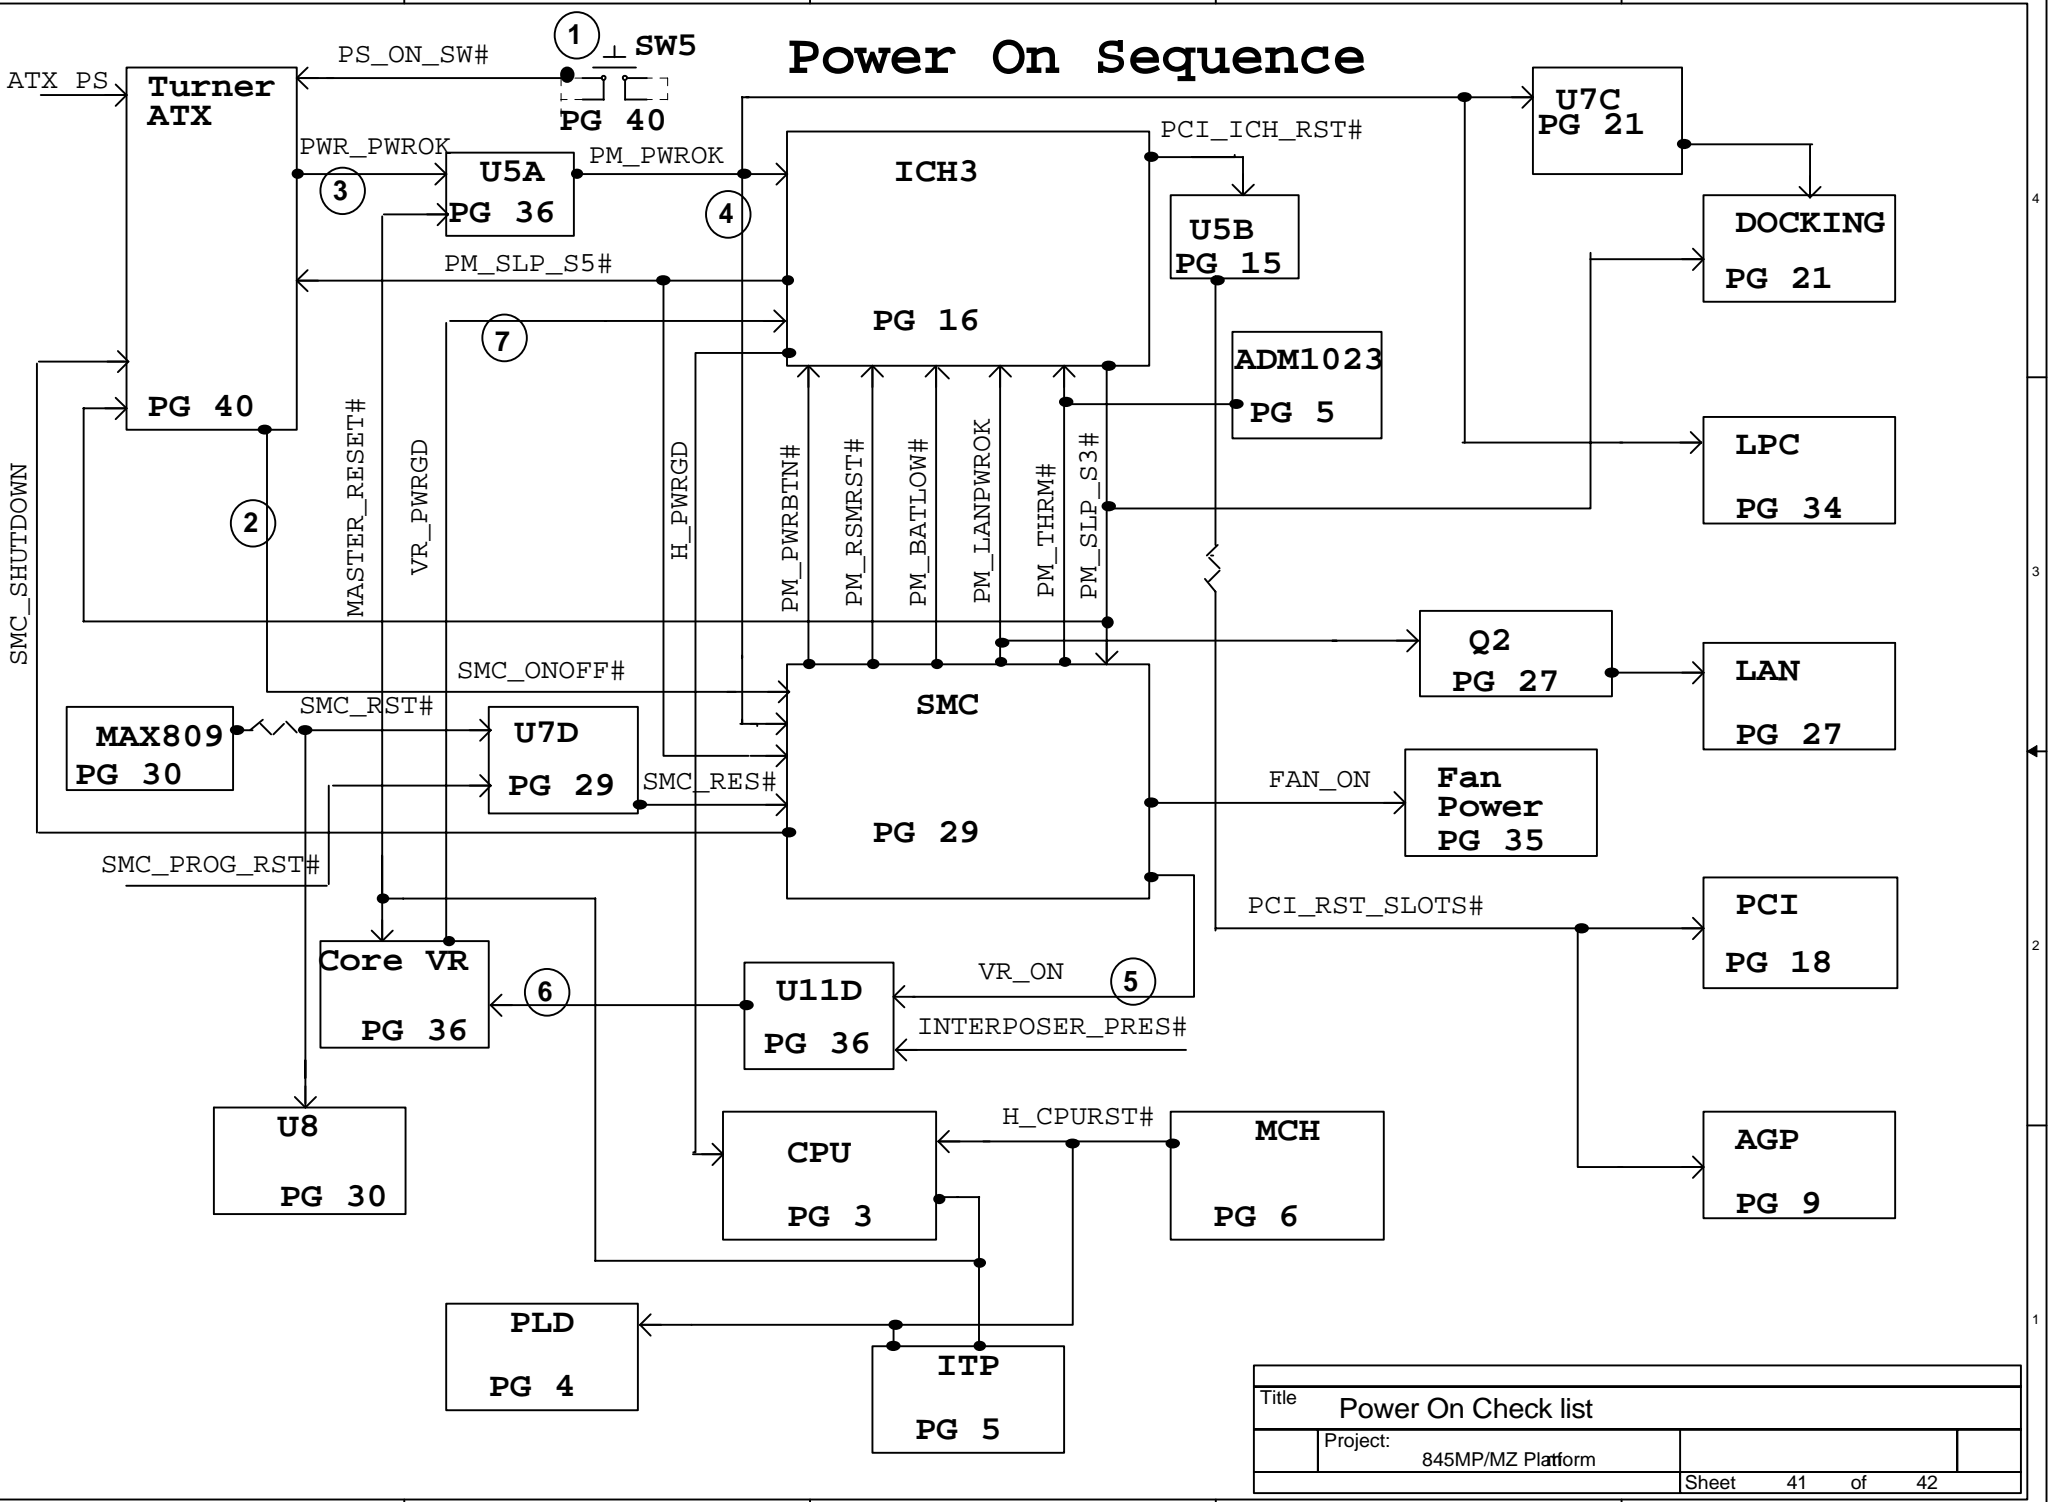 Power On Sequence
1
SW5
PG 40
PS_ON_SW#
ATX PS
Turner
ATX
PG 40
PWR_PWROK
3
U5A
PG 36
PM_PWROK
4
ICH3
PG 16
PCI_ICH_RST#
U5B
PG 15
U7C
PG 21
DOCKING
PG 21
PM_SLP_S5#
7
ADM1023
PG 5
LPC
PG 34
2
SMC_SHUTDOWN
MASTER_RESET#
VR_PWRGD
H_PWRGD
PM_PWRBTN#
PM_RSMRST#
PM_BATLOW#
PM_LANPWROK
PM_THRM#
PM_SLP_S3#
Q2
PG 27
LAN
PG 27
SMC_ONOFF#
SMC_RST#
MAX809
PG 30
U7D
PG 29
SMC_RES#
SMC
PG 29
FAN_ON
Fan
Power
PG 35
SMC_PROG_RST#
PCI_RST_SLOTS#
PCI
PG 18
Core VR
PG 36
6
U11D
PG 36
VR_ON
5
INTERPOSER_PRES#
U8
PG 30
CPU
PG 3
H_CPURST#
MCH
PG 6
AGP
PG 9
PLD
PG 4
ITP
PG 5
4
3
2
1
Title
Power On Check list
Project:
845MP/MZ Platform
Sheet 41 of 42